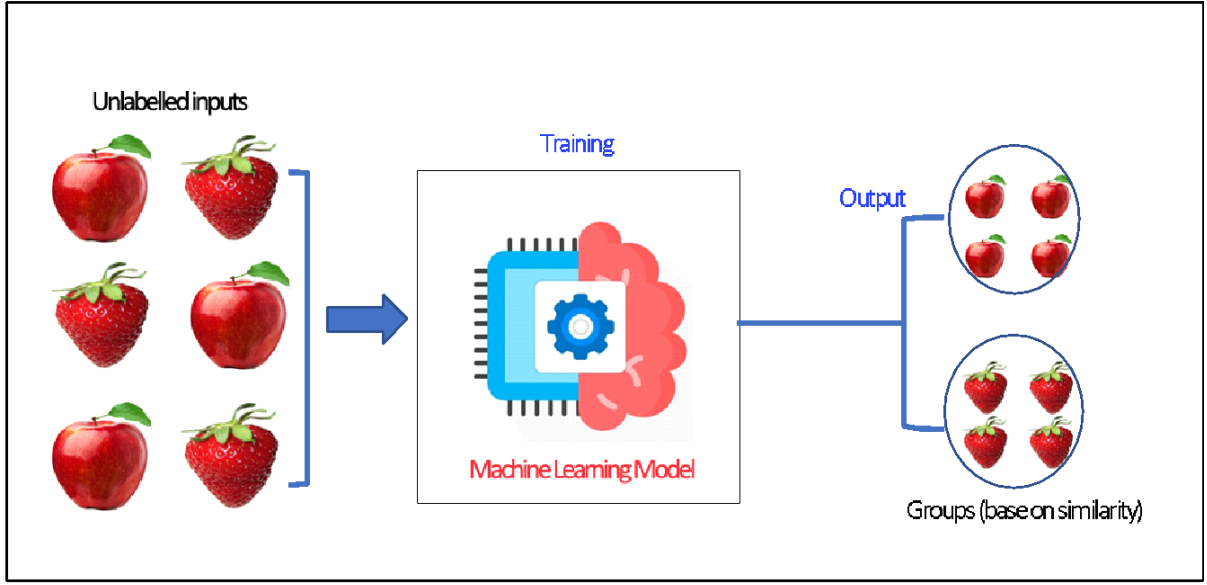 Unlabelled inputs
Training
Output
Machine Learning Model
Groups (base on similarity)